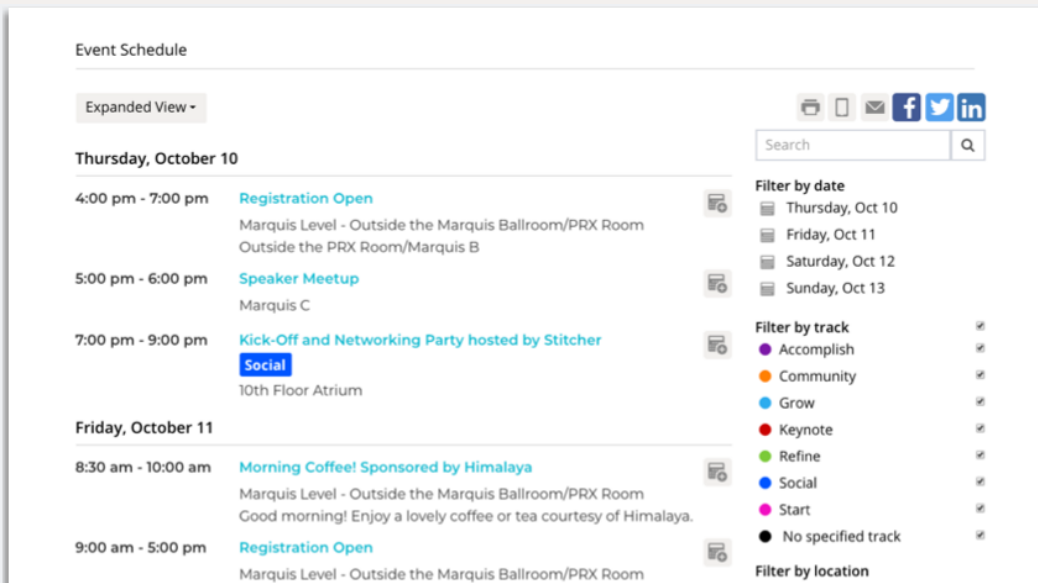 Event Schedule
Expanded View
f
in
Search
Thursday, October 10
4:00 pm - 7:00 pm
Registration Open
Marquis Level - Outside the Marquis Ballroom/PRX Room
Outside the PRX Room/Marquis B
5:00 pm - 6:00 pm
Speaker Meetup
Marquis C
7:00 pm - 9:00 pm
Kick-Off and Networking Party hosted by Stitcher
Social
10th Floor Atrium
Friday, October 11
8:30 am - 10:00 am
Morning Coffee! Sponsored by Himalaya
Marquis Level - Outside the Marquis Ballroom/PRX Room
Good morning! Enjoy a lovely coffee or tea courtesy of Himalaya.
9:00 am - 5:00 pm
Registration Open
Marquis Level - Outside the Marquis Ballroom/PRX Room
Filter by date
Thursday, Oct 10
Friday, Oct 11
Saturday, Oct 12
Sunday, Oct 13
Filter by track
Accomplish
Community
Grow
Keynote
Refine
Social
Start
No specified track
Filter by location